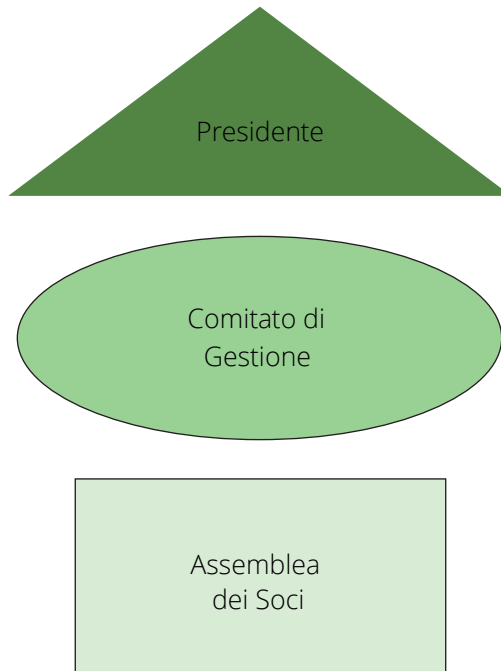 Presidente
Comitato di
Gestione
Assemblea
dei Soci